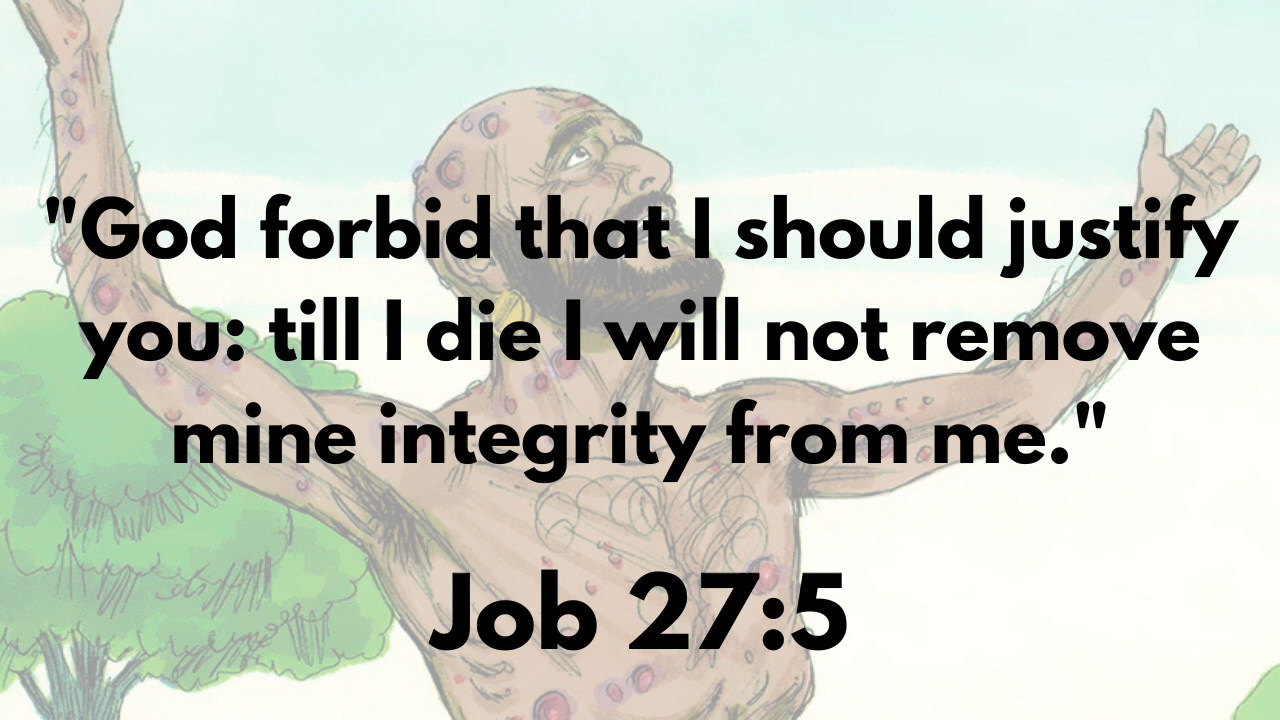 "God forbid that I should justify
you: till I die I will not remove
mine integrity from me."
Job 27:5